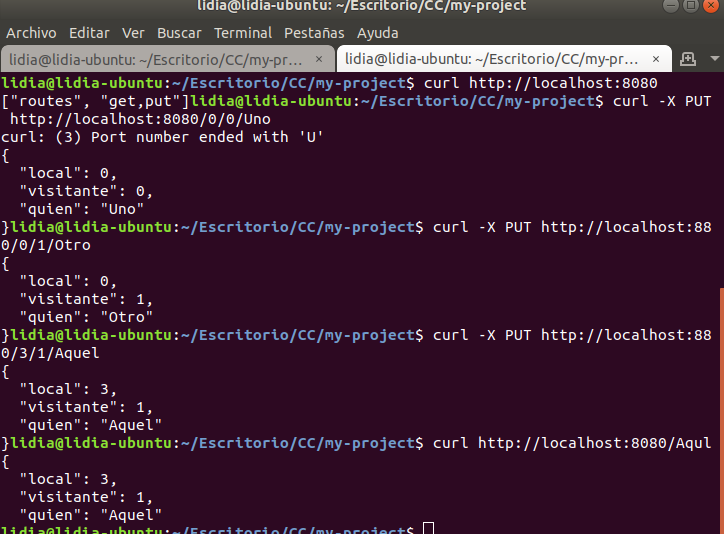 lidia@lidia-ubuntu: ~/Escritorio/CC/my-project
Archivo Editar Ver Buscar Terminal Pestañas Ayuda
lidia@lidia-ubuntu: ~/Escritorio/CC/my-pr… × lidia@lidia-ubuntu: ~/Escritorio/CC/my-pr… ×
lidia@lidia-ubuntu:~/Escritorio/CC/my-project$ curl http://localhost:8080
["routes", "get,put"]lidia@lidia-ubuntu:~/Escritorio/CC/my-project$ curl -X PUT
http://localhost:8080/0/0/Uno
curl: (3) Port number ended with 'U'
{
"local": 0,
"visitante": 0,
"quien": "Uno"
}lidia@lidia-ubuntu:~/Escritorio/CC/my-project$ curl -X PUT http://localhost:88
0/0/1/Otro
{
"local": 0,
"visitante": 1,
"quien": "Otro"
}lidia@lidia-ubuntu:~/Escritorio/CC/my-project$ curl -X PUT http://localhost:88
0/3/1/Aquel
{
"local": 3,
"visitante": 1,
"quien": "Aquel"
}lidia@lidia-ubuntu:~/Escritorio/CC/my-project$ curl http://localhost:8080/Aqul
{
"local": 3,
"visitante": 1,
"quien": "Aquel"
lidia@lidia-ubuntu:~/Escritorio/CC/my-project$